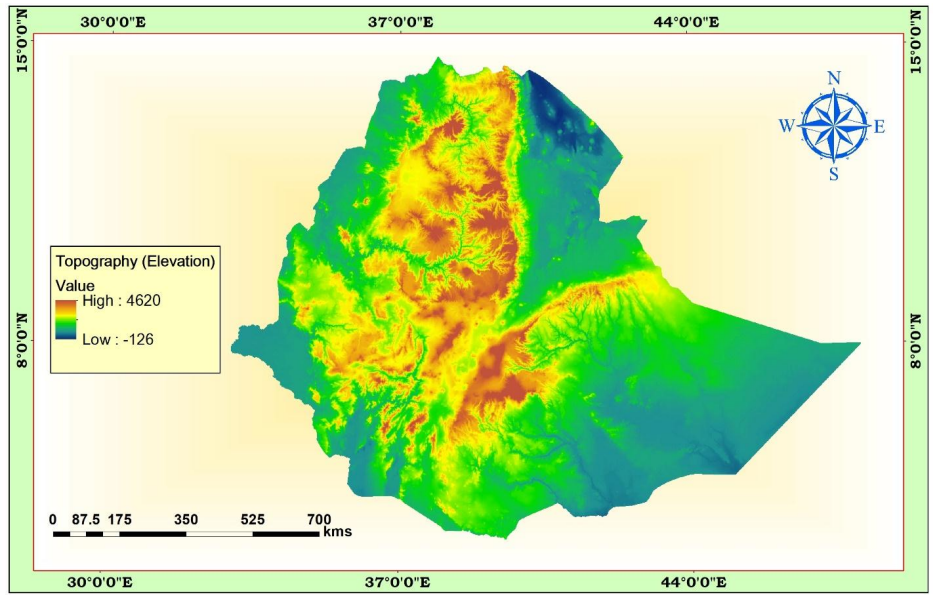 30°0'0"E 37°0'0"E 44°0'0"E
15°0'0"N 15°0'0"N
N
W E
S
Topography (Elevation)
Value
High : 4620
Low : -126
8°0'0"N 8°0'0"N
0 87.5 175 350 525 700
kms
30°0'0"E 37°0'0"E 44°0'0"E